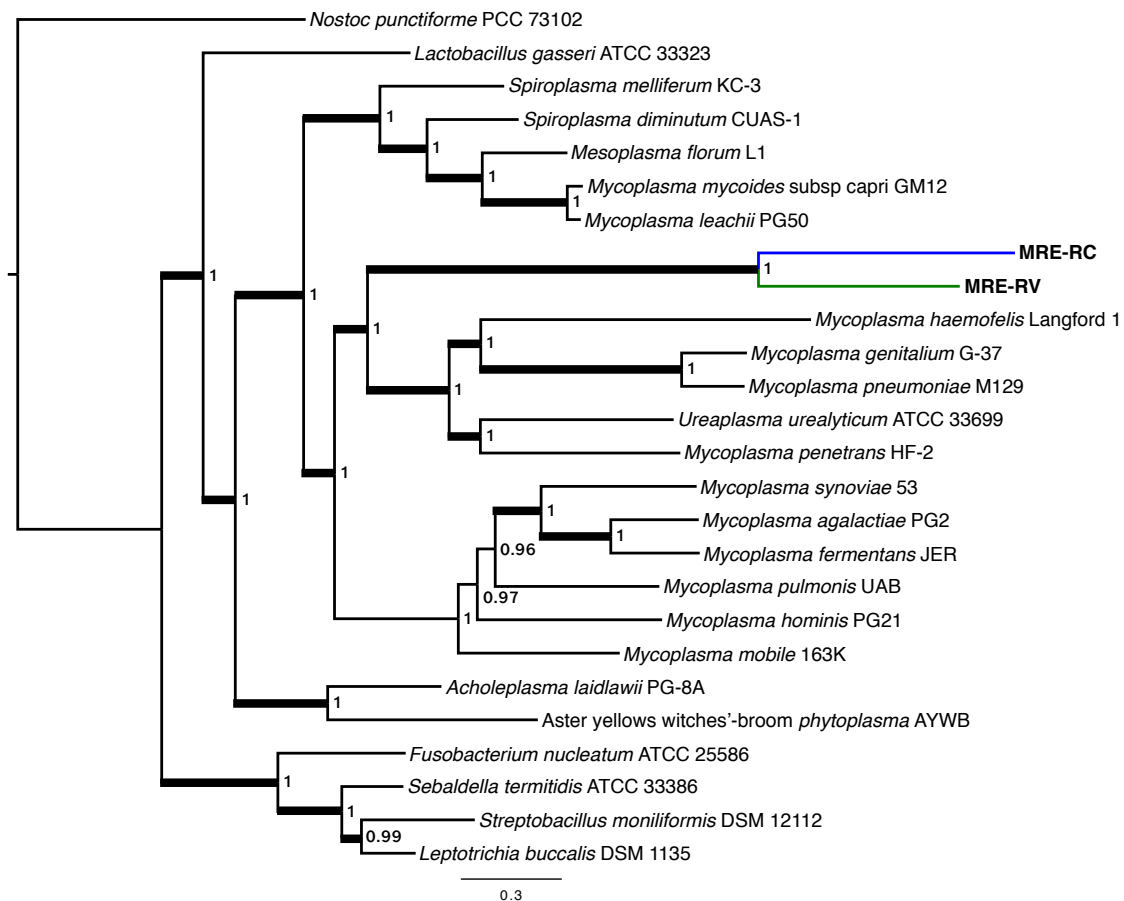 Nostoc punctiforme PCC 73102
Lactobacillus gasseri ATCC 33323
Spiroplasma melliferum KC-3
1
Spiroplasma diminutum CUAS-1
1
Mesoplasma florum L1
1
Mycoplasma mycoides subsp capri GM12
1
Mycoplasma leachii PG50
MRE-RC
1
1
MRE-RV
1
Mycoplasma haemofelis Langford 1
1
1
Mycoplasma genitalium G-37
1
Mycoplasma pneumoniae M129
1
Ureaplasma urealyticum ATCC 33699
1
Mycoplasma penetrans HF-2
1
Mycoplasma synoviae 53
1
1
Mycoplasma agalactiae PG2
1
0.96
Mycoplasma fermentans JER
Mycoplasma pulmonis UAB
0.97
1
Mycoplasma hominis PG21
Mycoplasma mobile 163K
Acholeplasma laidlawii PG-8A
1
Aster yellows witches’-broom phytoplasma AYWB
Fusobacterium nucleatum ATCC 25586
1
Sebaldella termitidis ATCC 33386
1
Streptobacillus moniliformis DSM 12112
0.99
Leptotrichia buccalis DSM 1135
0.3